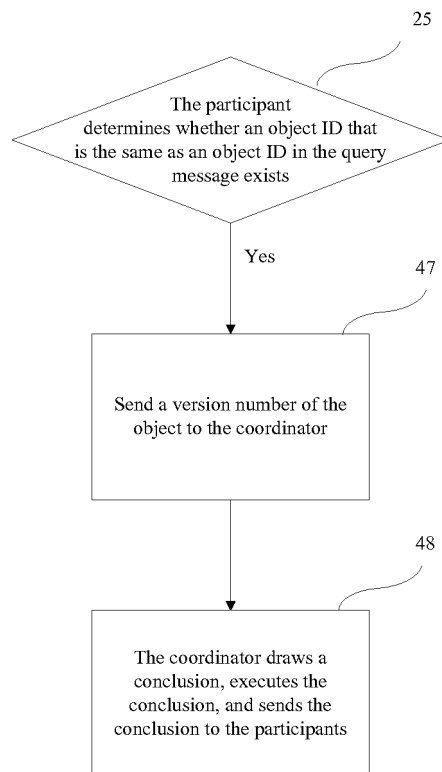 25
The participant
determines whether an object ID that
is the same as an object ID in the query
message exists
Yes
47
Send a version number of the
object to the coordinator
48
The coordinator draws a
conclusion, executes the
conclusion, and sends the
conclusion to the participants